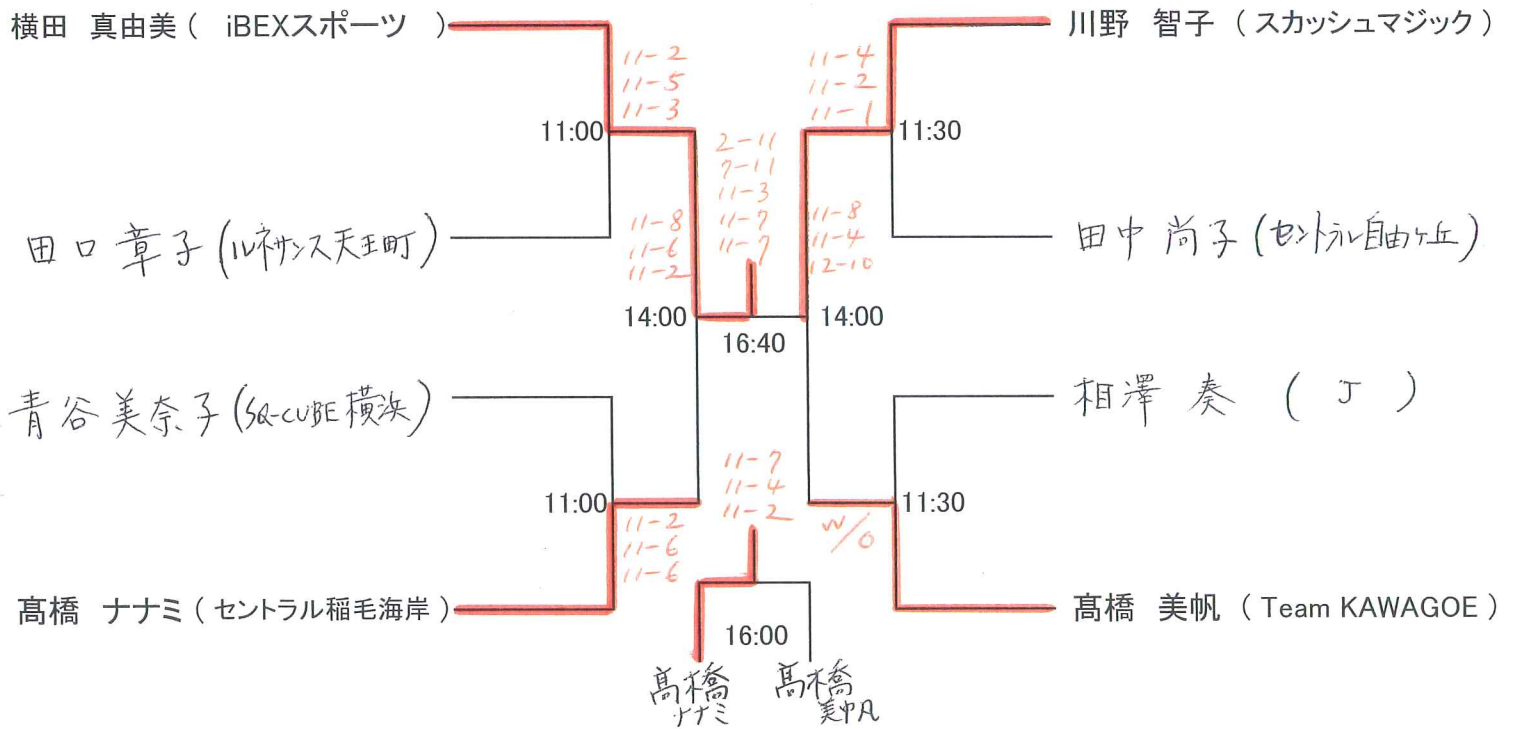 横田 真由美 ( iBEXスポーツ )
川野 智子 ( スカッシュマジック )
11-2
11-5
11-3
11-4
11-2
11-1
11:00
11:30
2-11
7-11
11-3
11-7
11-7
田口 章子 (ルネサンス天王町)
11-8
11-6
11-2
11-8
11-4
12-10
田中 尚子 (セントラル自由ヶ丘)
14:00
16:40
14:00
青谷 美奈子 (SQ-CUBE 横浜)
相澤 奏 ( J )
11-7
11-4
11-2
11:00
11:30
11-2
11-6
11-6
W/O
髙橋 ナナミ ( セントラル稲毛海岸 )
髙橋 美帆 ( Team KAWAGOE )
16:00
髙橋
ナナミ
髙橋
美帆